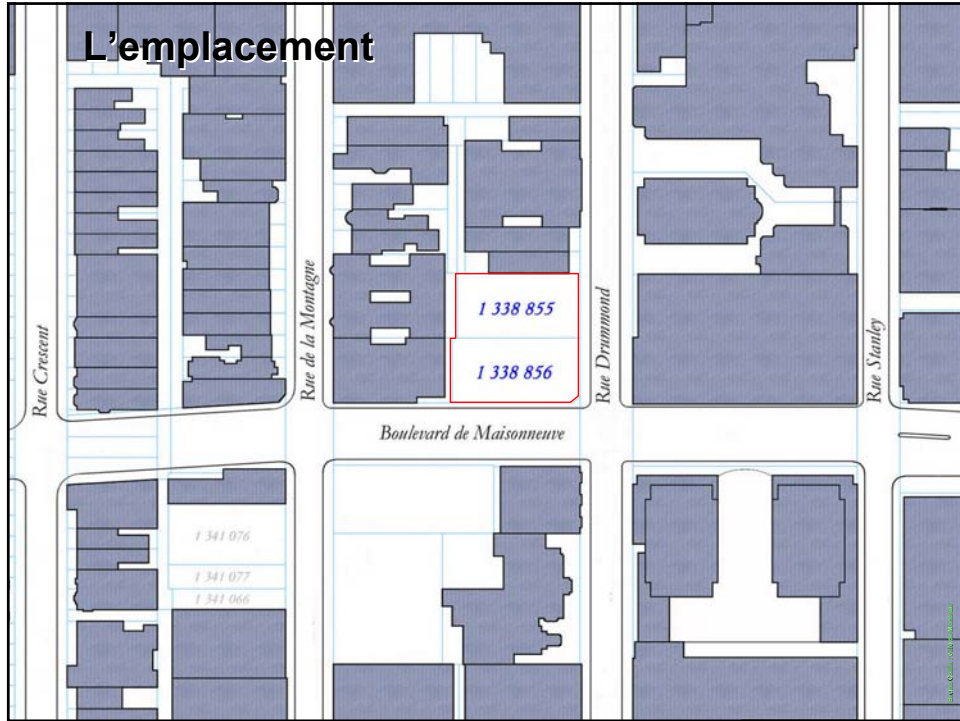 L'emplacement
Rue Crescent
Rue de la Montagne
1 338 855
1 338 856
Rue Drummond
Rue Stanley
Boulevard de Maisonneuve
1 341 076
1 341 077
1 341 066